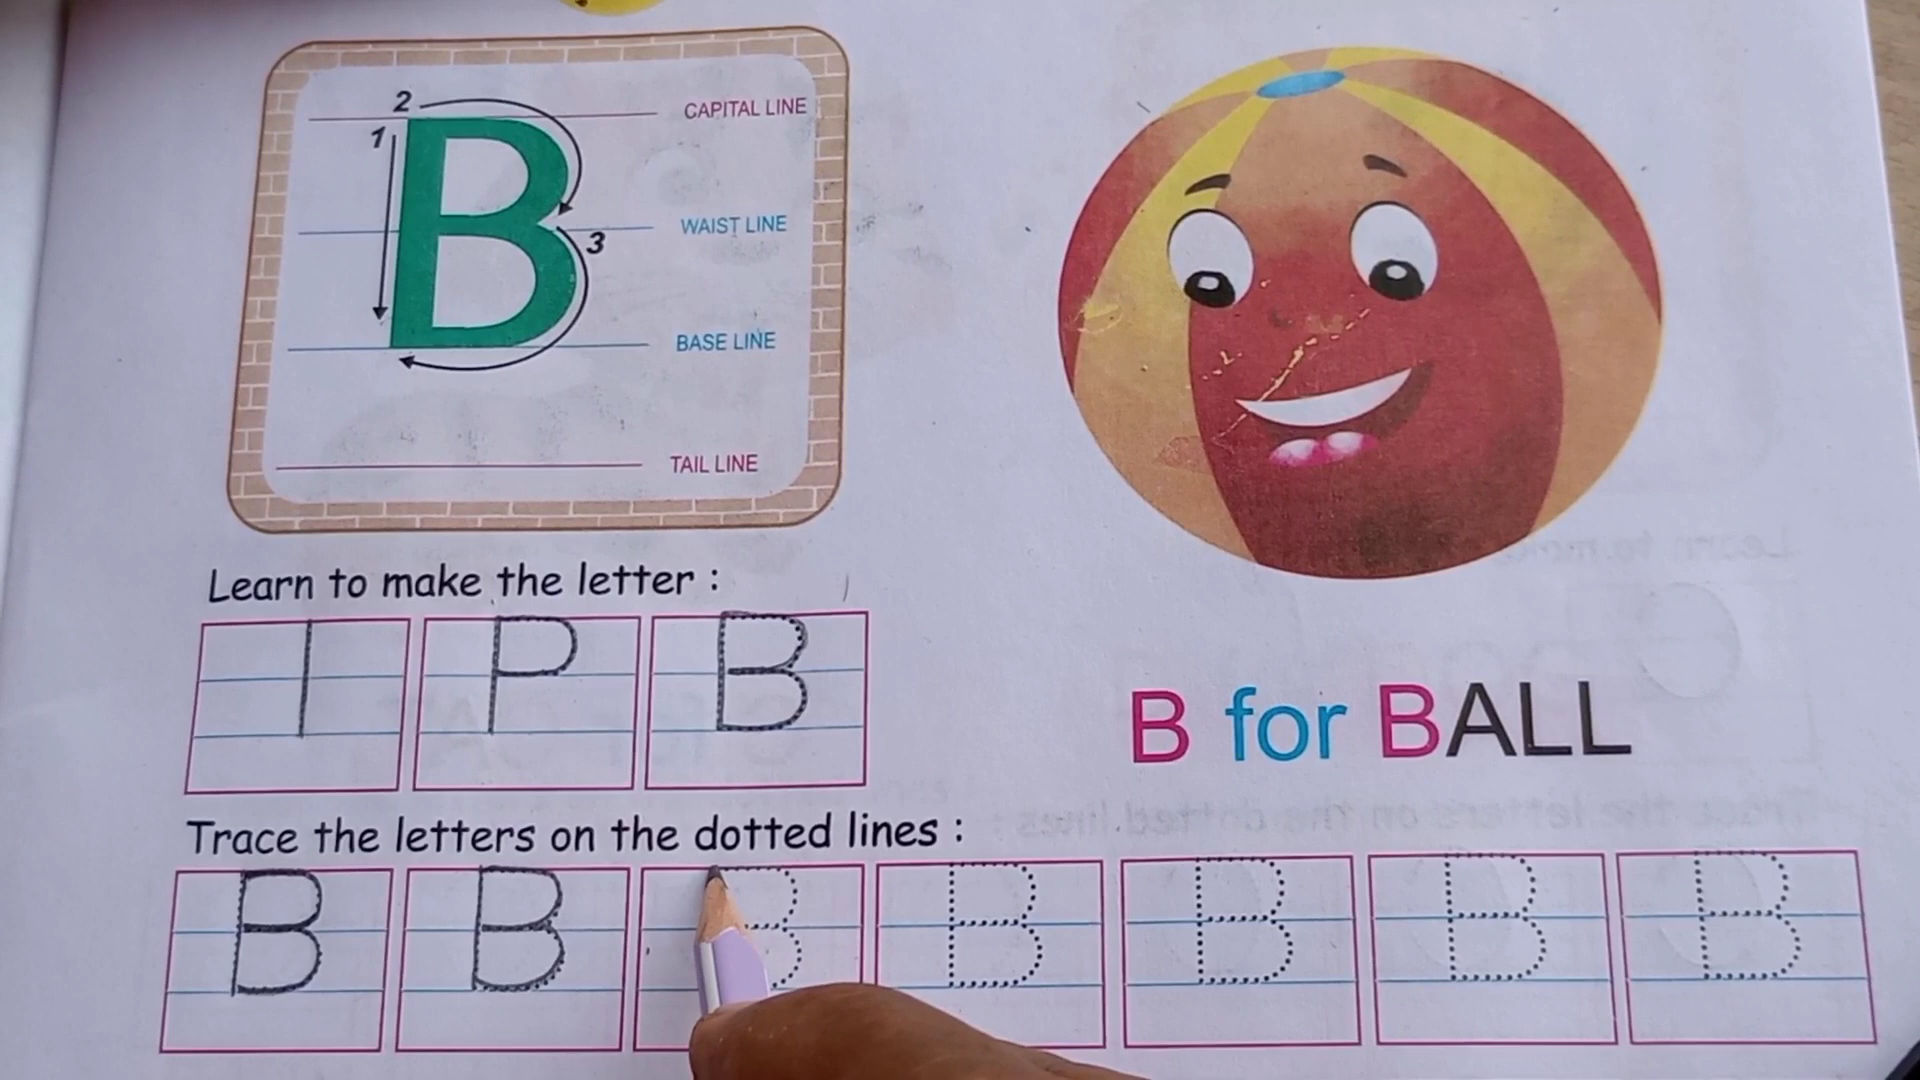 2
1
B
3
CAPITAL LINE
WAIST LINE
BASE LINE
TAIL LINE
Learn to make the letter :
I P B
B for BALL
Trace the letters on the dotted lines :
B B B B B B B